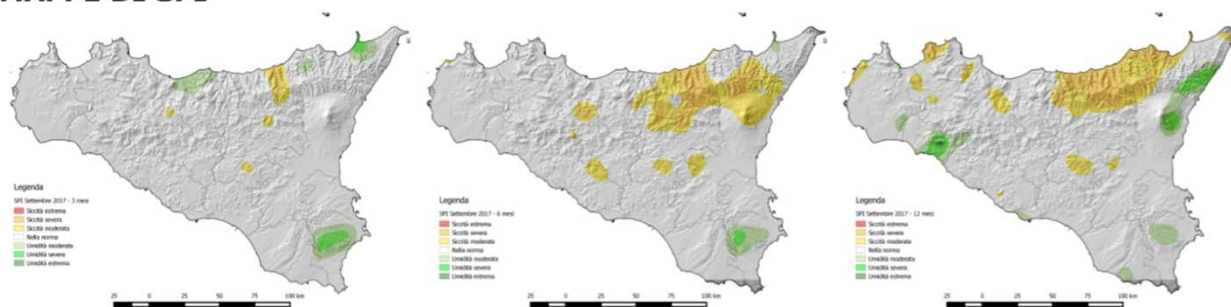 Legenda
SPI Settembre 2017 - 3 mesi
Siccità estrema
Siccità severa
Siccità moderata
Nella norma
Umidità moderata
Umidità severa
Umidità estrema
25 0 25 50 75 100 km
Legenda
SPI Settembre 2017 - 6 mesi
Siccità estrema
Siccità severa
Siccità moderata
Nella norma
Umidità moderata
Umidità severa
Umidità estrema
25 0 25 50 75 100 km
Legenda
SPI Settembre 2017 - 12 mesi
Siccità estrema
Siccità severa
Siccità moderata
Nella norma
Umidità moderata
Umidità severa
Umidità estrema
25 0 25 50 75 100 km